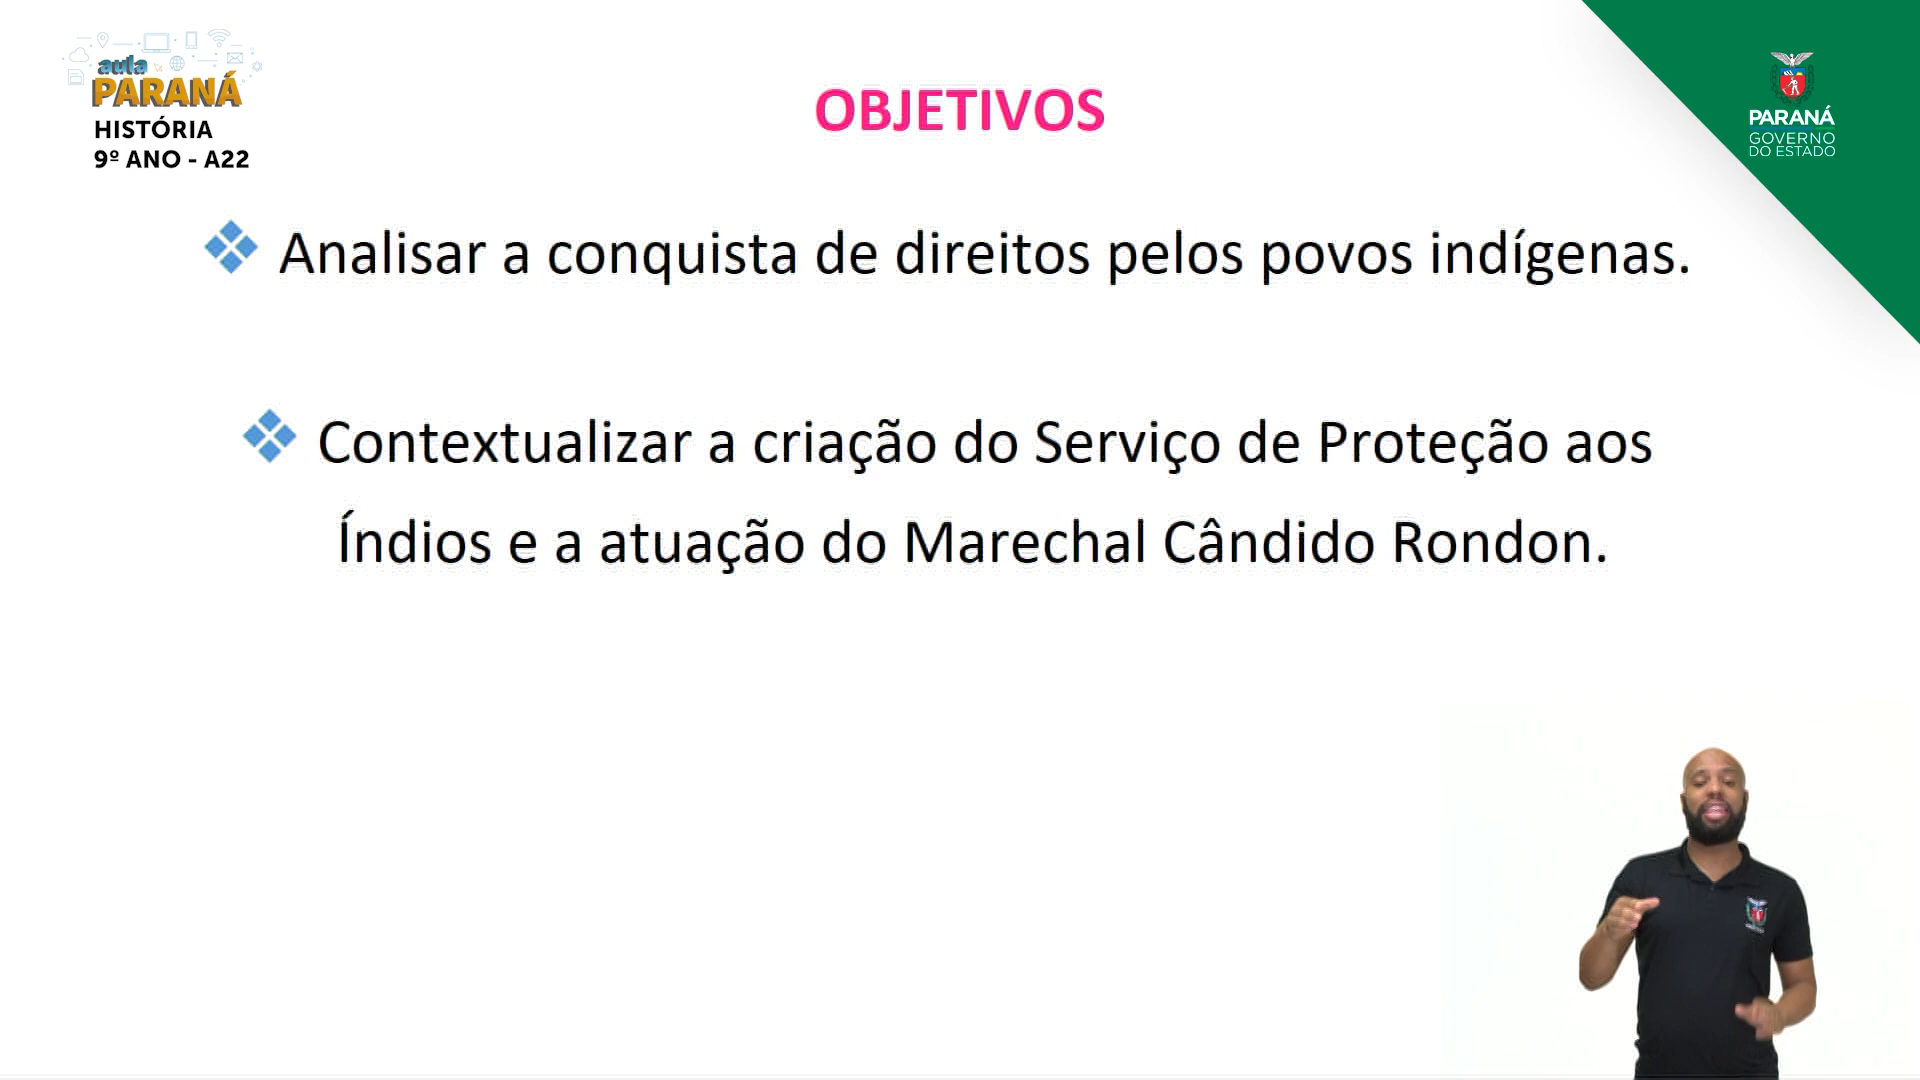 aula
PARANÁ
HISTÓRIA
9º ANO - A22
OBJETIVOS
PARANÁ
GOVERNO
DO ESTADO
Analisar a conquista de direitos pelos povos indígenas.
Contextualizar a criação do Serviço de Proteção aos
Índios e a atuação do Marechal Cândido Rondon.